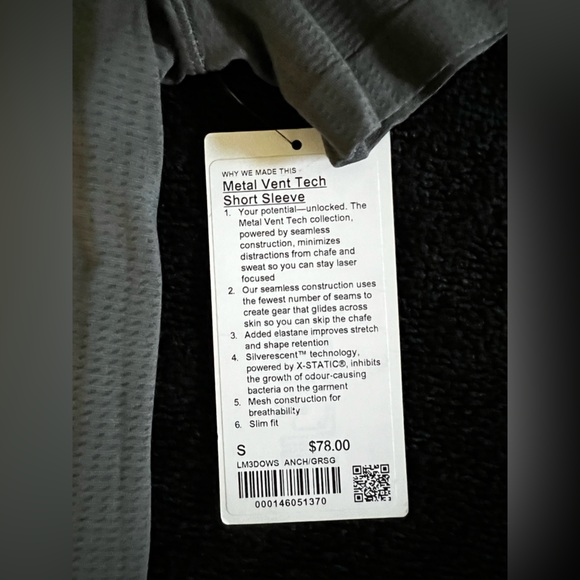 WHY WE MADE THIS
Metal Vent Tech
Short Sleeve
1. Your potential—unlocked. The
Metal Vent Tech collection,
powered by seamless
construction, minimizes
distractions from chafe and
sweat so you can stay laser
focused
2. Our seamless construction uses
the fewest number of seams to
create gear that glides across
skin so you can skip the chafe
3. Added elastane improves stretch
and shape retention
4. Silverescent™ technology,
powered by X-STATIC®, inhibits
the growth of odour-causing
bacteria on the garment
5. Mesh construction for
breathability
6. Slim fit
S $78.00
LM3DOWS ANCH/GRSG
000146051370